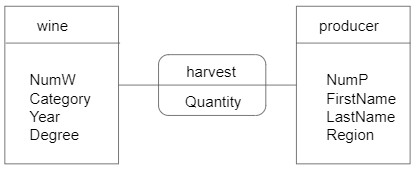 wine
NumW
Category
Year
Degree
harvest
Quantity
producer
NumP
FirstName
LastName
Region